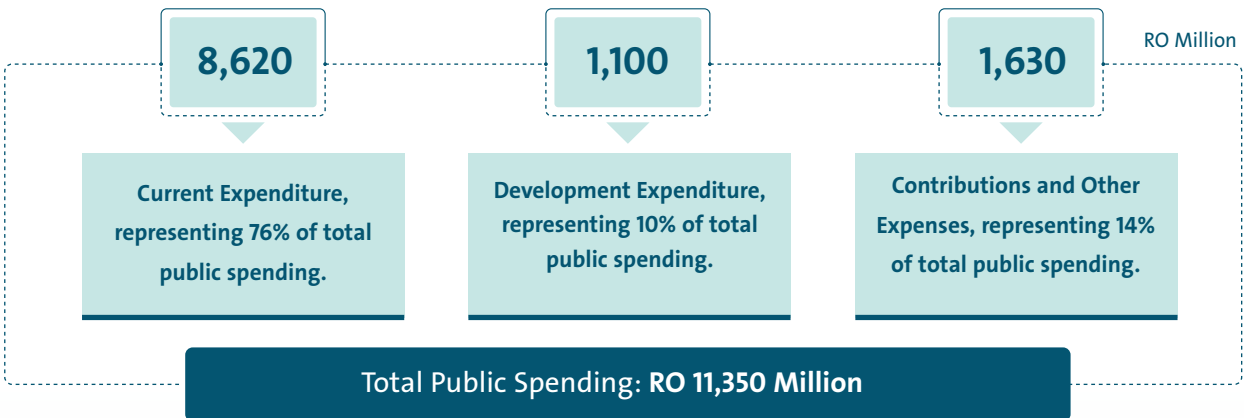 RO Million
8,620
1,100
1,630
Current Expenditure,
representing 76% of total
public spending.
Development Expenditure,
representing 10% of total
public spending.
Contributions and Other
Expenses, representing 14%
of total public spending.
Total Public Spending: RO 11,350 Million